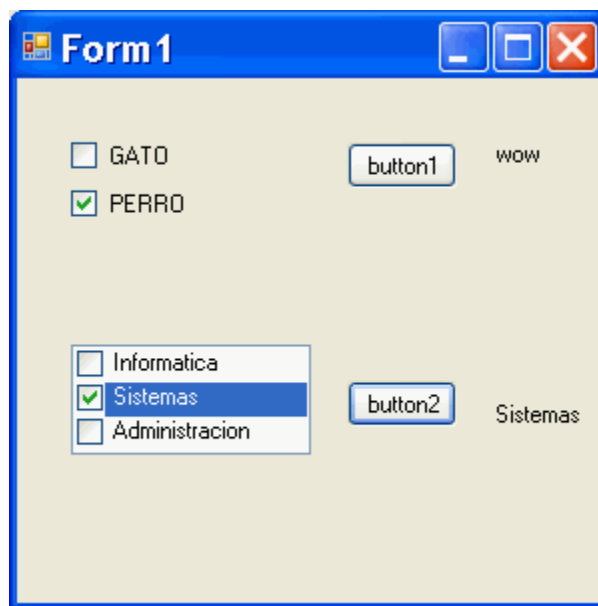 Form1
GATO
button1
wow
PERRO
Informatica
Sistemas
Administracion
button2
Sistemas